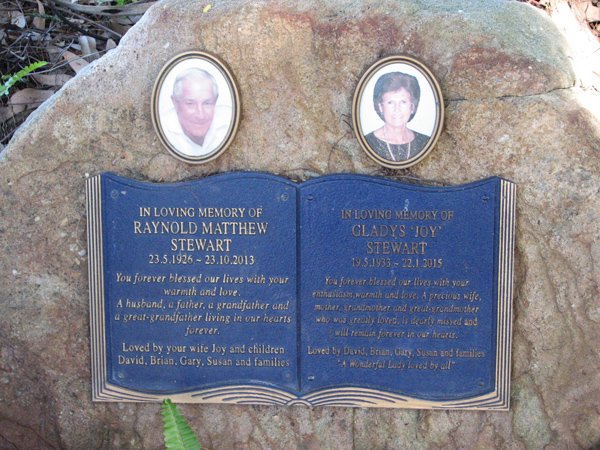 IN LOVING MEMORY OF
RAYNOLD MATTHEW
STEWART
23.5.1926 – 23.10.2013
You forever blessed our lives with your
warmth and love.
A husband, a father, a grandfather and
a great-grandfather living in our hearts
forever.
Loved by your wife Joy and children
David, Brian, Gary, Susan and families
IN LOVING MEMORY OF
GLADYS "JOY"
STEWART
19.5.1933 – 22.1.2015
You forever blessed our lives with your
enthusiasm, warmth and love. A precious wife,
mother, grandmother and great-grandmother
who was greatly loved, is dearly missed and
will remain forever in our hearts.
Loved by David, Brian, Gary, Susan and families
"A Wonderful Lady loved by all"